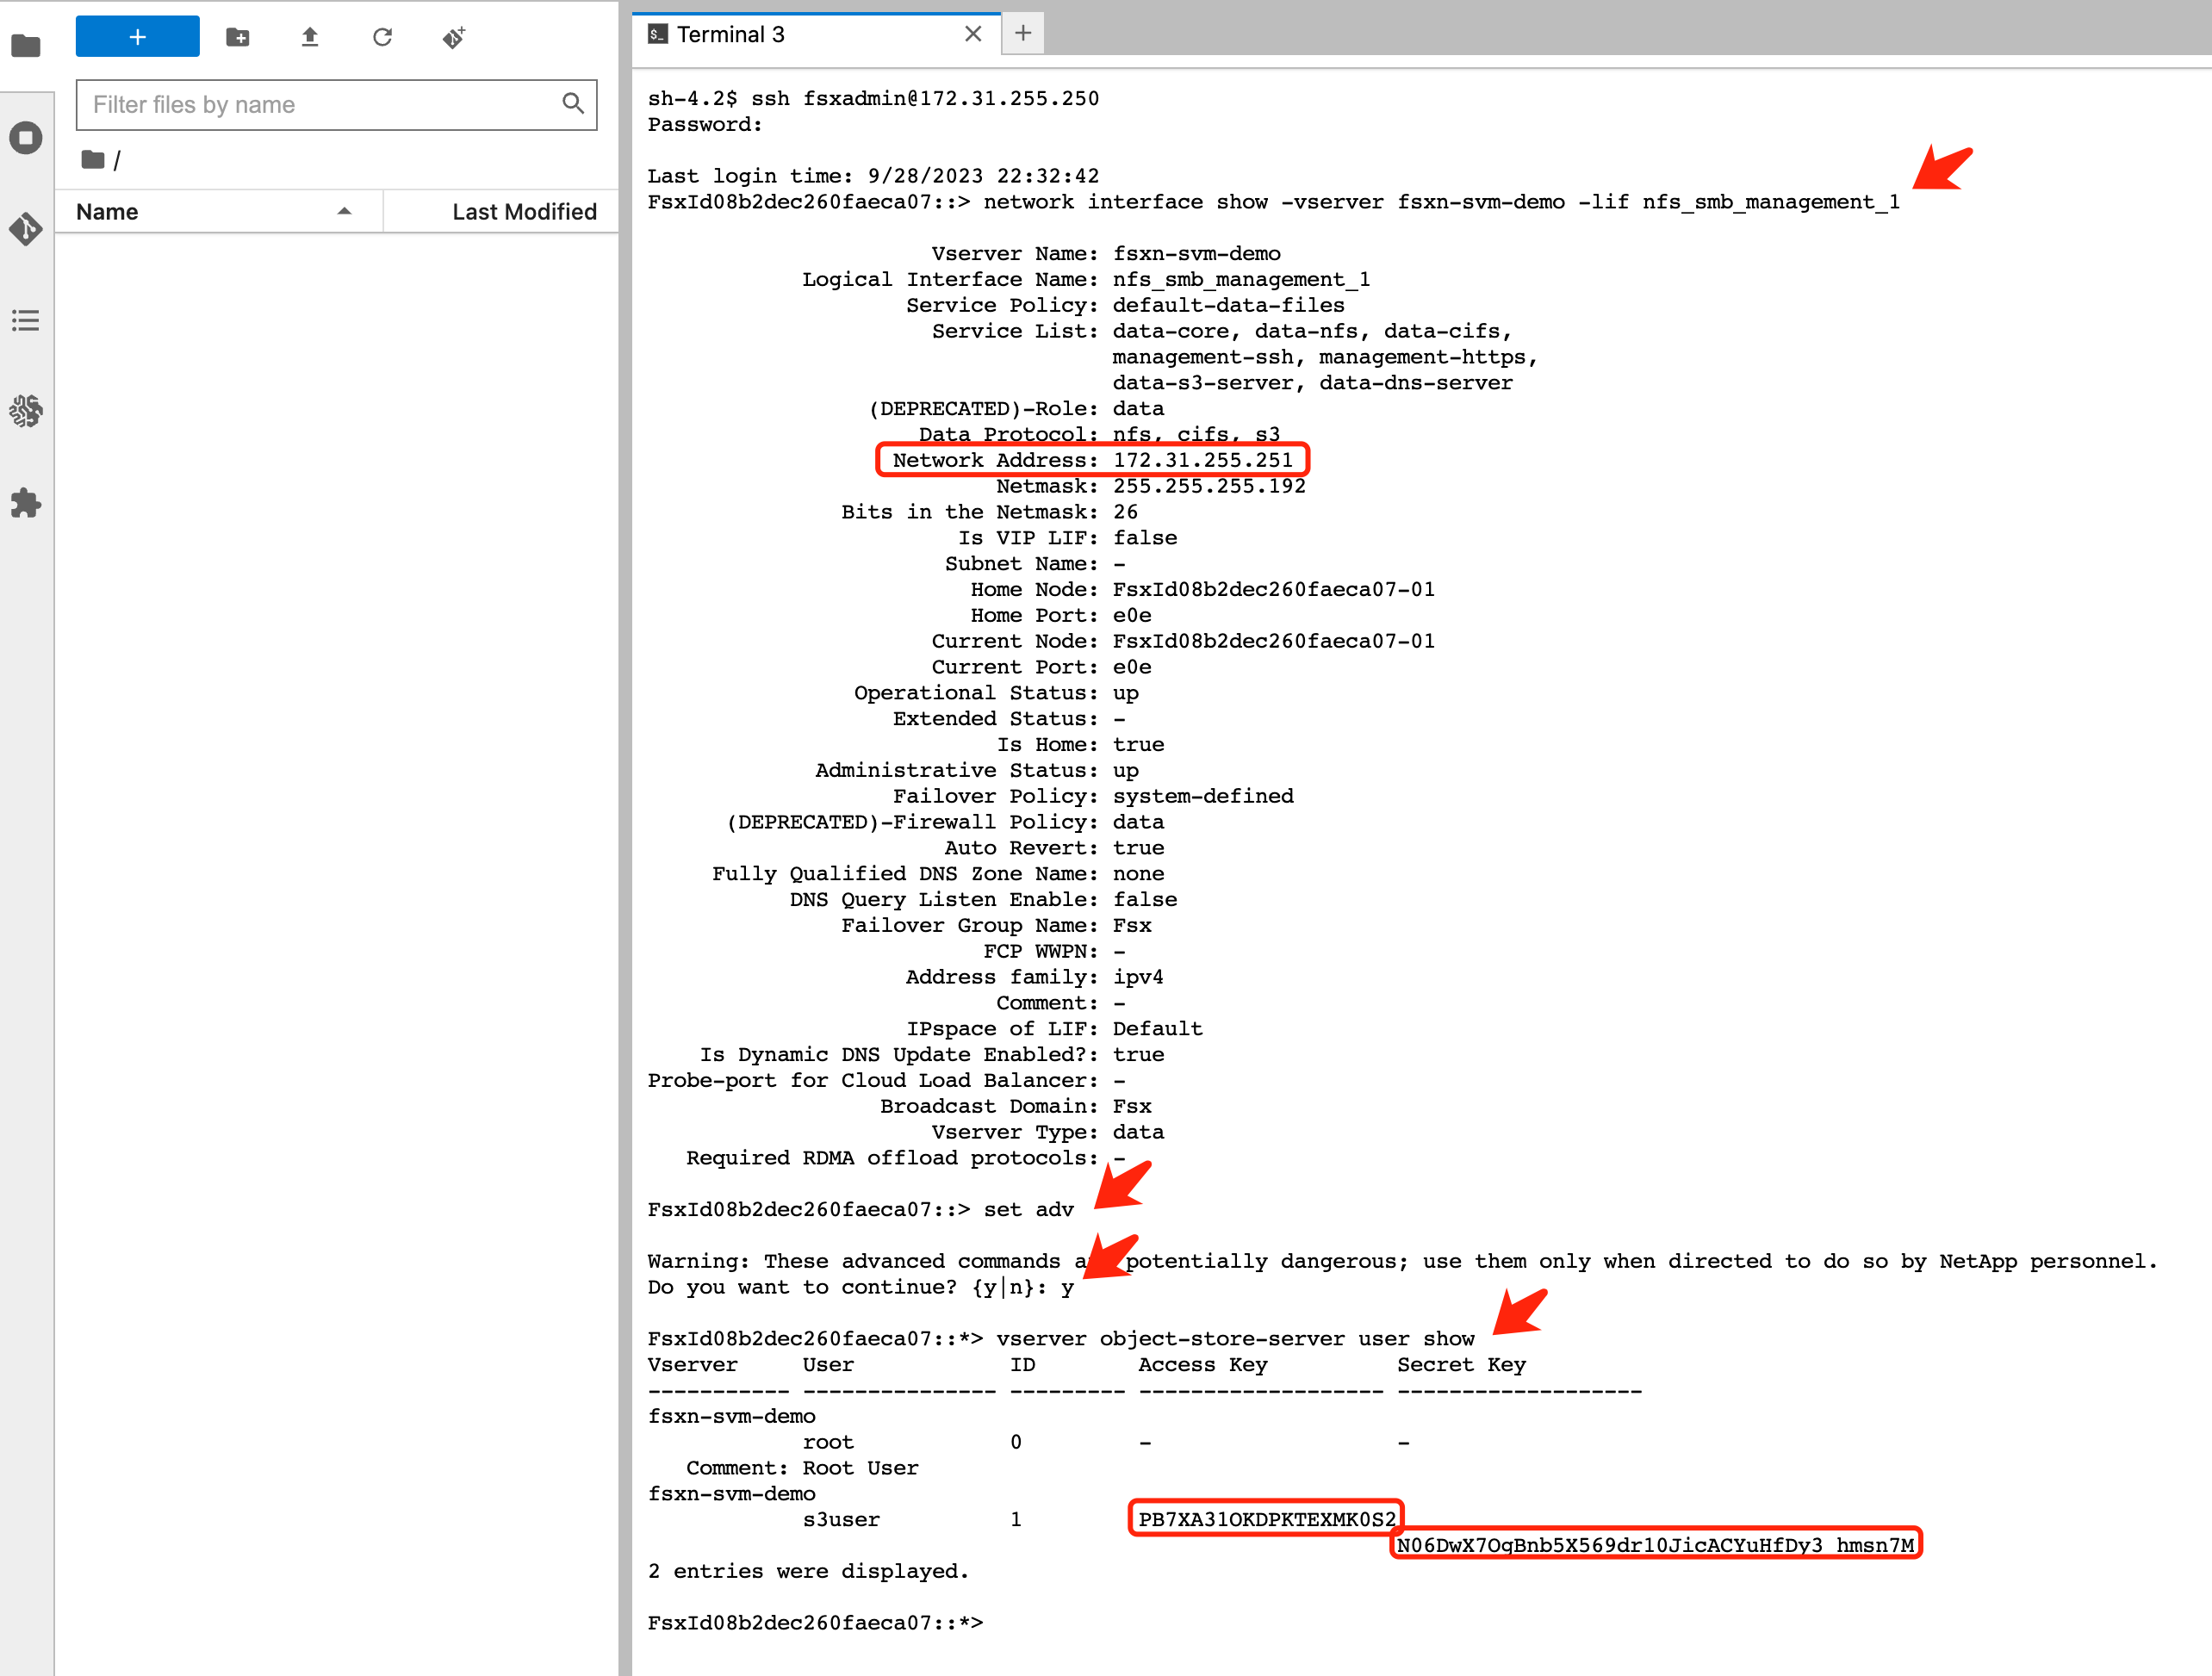 Filter files by name
/
Name
Last Modified
Terminal 3
sh-4.2$ ssh fsxadmin@172.31.255.250
Password:
Last login time: 9/28/2023 22:32:42
FsxId08b2dec260faeca07::> network interface show -vserver fsxn-svm-demo -lif nfs_smb_management_1
Vserver Name: fsxn-svm-demo
Logical Interface Name: nfs_smb_management_1
Service Policy: default-data-files
Service List: data-core, data-nfs, data-cifs,
management-ssh, management-https,
data-s3-server, data-dns-server
(DEPRECATED)-Role: data
Data Protocol: nfs, cifs, s3
Network Address: 172.31.255.251
Netmask: 255.255.255.192
Bits in the Netmask: 26
Is VIP LIF: false
Subnet Name: -
Home Node: FsxId08b2dec260faeca07-01
Home Port: e0e
Current Node: FsxId08b2dec260faeca07-01
Current Port: e0e
Operational Status: up
Extended Status: -
Is Home: true
Administrative Status: up
Failover Policy: system-defined
(DEPRECATED)-Firewall Policy: data
Auto Revert: true
Fully Qualified DNS Zone Name: none
DNS Query Listen Enable: false
Failover Group Name: Fsx
FCP WWPN: -
Address family: ipv4
Comment: -
IPspace of LIF: Default
Is Dynamic DNS Update Enabled?: true
Probe-port for Cloud Load Balancer: -
Broadcast Domain: Fsx
Vserver Type: data
Required RDMA offload protocols: -
FsxId08b2dec260faeca07::> set adv
Warning: These advanced commands potentially dangerous; use them only when directed to do so by NetApp personnel.
Do you want to continue? {y|n}: y
FsxId08b2dec260faeca07::*> vserver object-store-server user show
Vserver User ID Access Key Secret Key
----------- --------------- --------- ------------------- -------------------
fsxn-svm-demo
root 0 - -
Comment: Root User
fsxn-svm-demo
s3user 1 PB7XA31OKDPKTEXMK0S2
N06DwX7OgBnb5X569dr10JicACYuHfDy3_hmsn7M
2 entries were displayed.
FsxId08b2dec260faeca07::*>